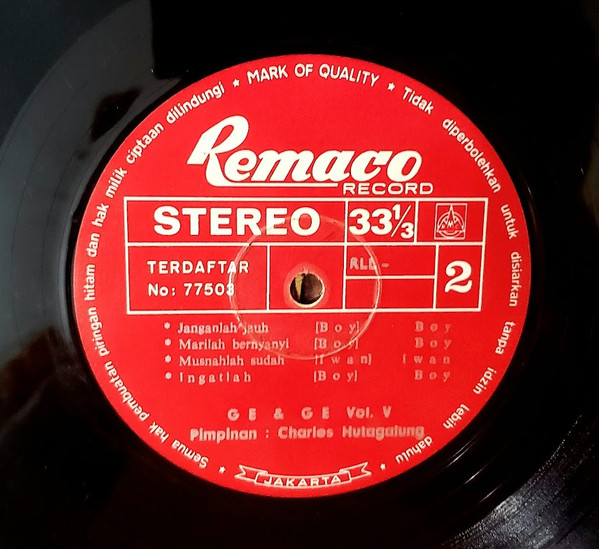 ★ MARK OF QUALITY ★ Tidak diperbolehkan untuk disiarkan tanpa idzin lebih dahulu ★
★ Semua hak pembuatan piringan hitam dan hak milik ciptaan dilindungi
Remaco
RECORD
STEREO 33⅓
TERDAFTAR RLL-
No: 77503 2
* Janganlah jauh [Boy] Boy
* Marilah bernyanyi [Boy] Boy
* Musnahlah sudah [Iwan] Iwan
* Ingatlah [Boy] Boy
GE & GE Vol. V
Pimpinan : Charles Hutagalung
JAKARTA